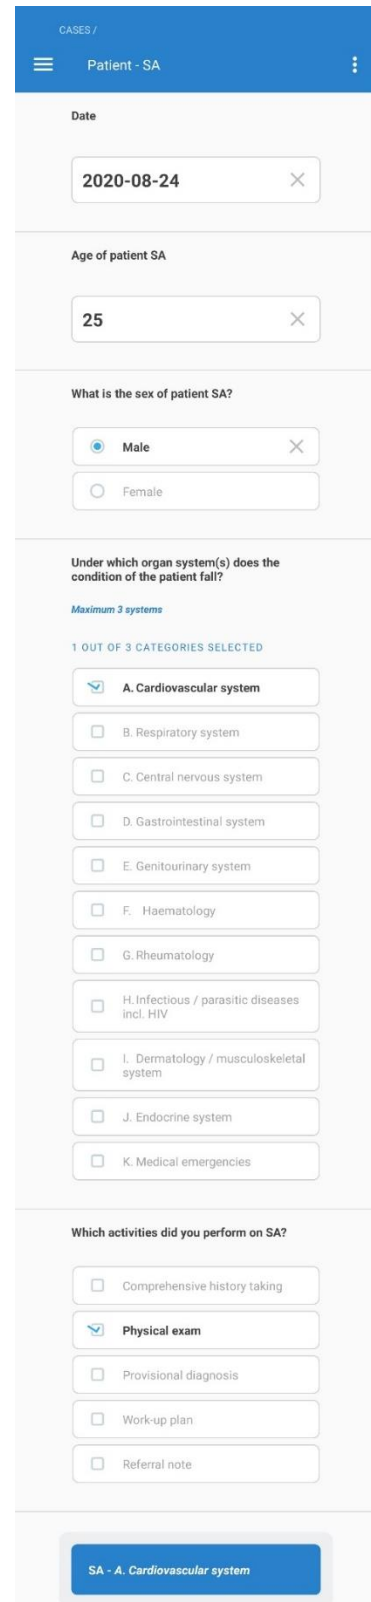 CASES /
Patient - SA
Date
2020-08-24
Age of patient SA
25
What is the sex of patient SA?
Male
Female
Under which organ system(s) does the
condition of the patient fall?
Maximum 3 systems
1 OUT OF 3 CATEGORIES SELECTED
A. Cardiovascular system
B. Respiratory system
C. Central nervous system
D. Gastrointestinal system
E. Genitourinary system
F. Haematology
G. Rheumatology
H. Infectious / parasitic diseases
incl. HIV
I. Dermatology / musculoskeletal
system
J. Endocrine system
K. Medical emergencies
Which activities did you perform on SA?
Comprehensive history taking
Physical exam
Provisional diagnosis
Work-up plan
Referral note
SA - A. Cardiovascular system